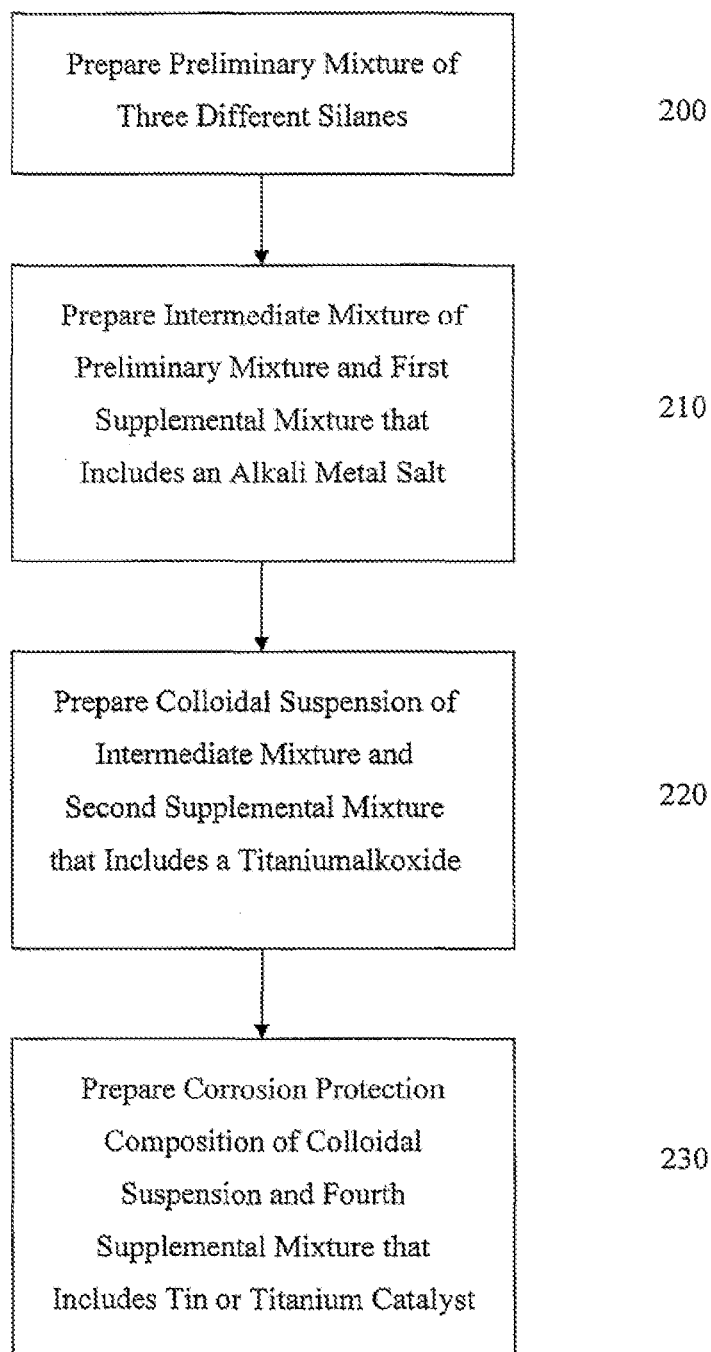 Prepare Preliminary Mixture of
Three Different Silanes
200
Prepare Intermediate Mixture of
Preliminary Mixture and First
Supplemental Mixture that
Includes an Alkali Metal Salt
210
Prepare Colloidal Suspension of
Intermediate Mixture and
Second Supplemental Mixture
that Includes a Titaniumalkoxide
220
Prepare Corrosion Protection
Composition of Colloidal
Suspension and Fourth
Supplemental Mixture that
Includes Tin or Titanium Catalyst
230